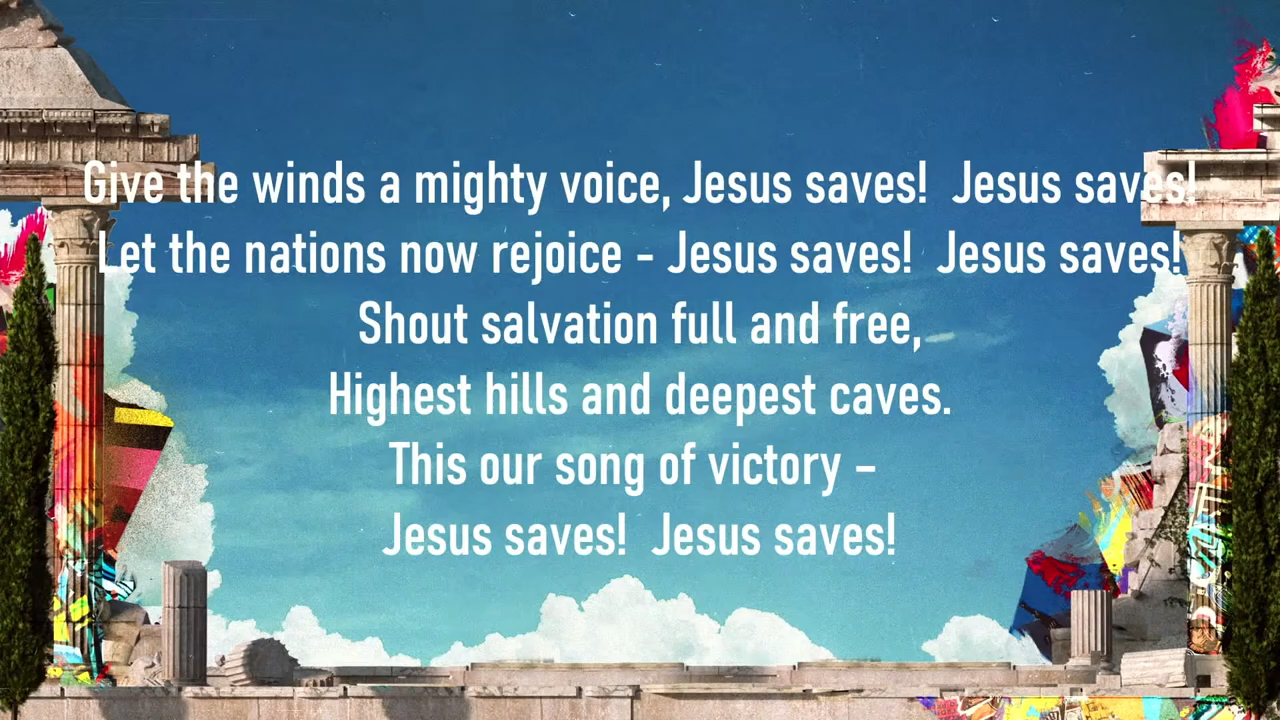 Give the winds a mighty voice, Jesus saves!  Jesus saves!
Let the nations now rejoice - Jesus saves!  Jesus saves!
Shout salvation full and free,
Highest hills and deepest caves.
This our song of victory –
Jesus saves!  Jesus saves!